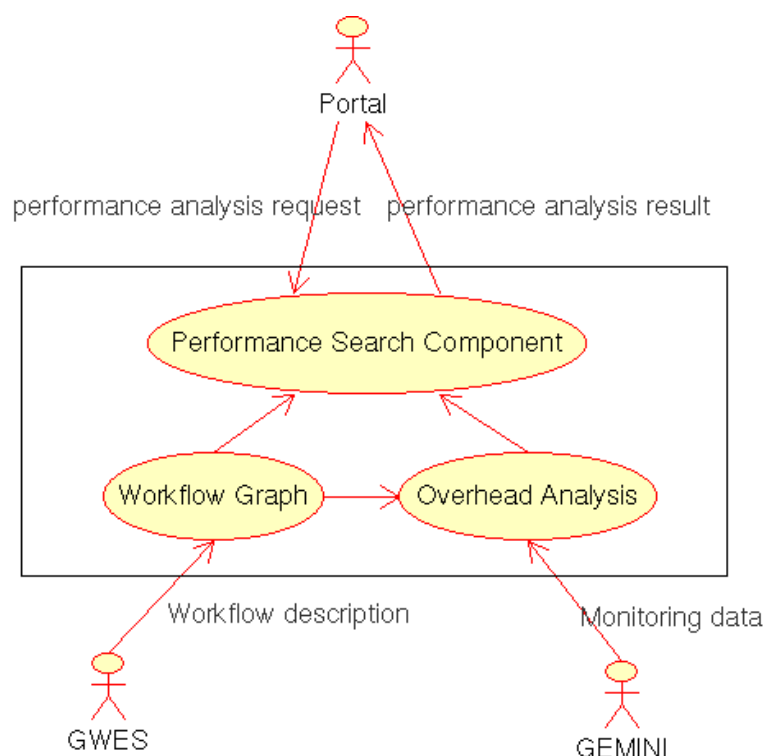 Portal
performance analysis request
performance analysis result
Performance Search Component
Workflow Graph
Overhead Analysis
Workflow description
Monitoring data
GWES
GEMINI